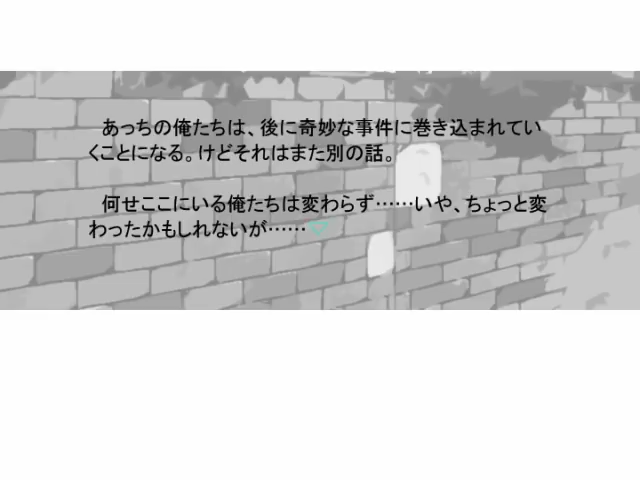 あっちの俺たちは、後に奇妙な事件に巻き込まれてい
くことになる。けどそれはまた別の話。
何せここにいる俺たちは変わらず……いや、ちょっと変
わったかもしれないが……